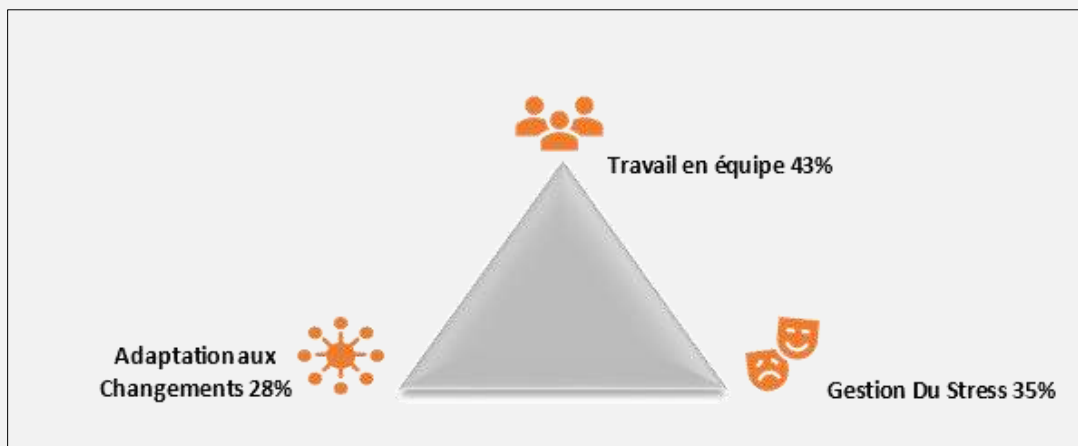 Travail en équipe 43%
Adaptation aux
Changements 28%
Gestion Du Stress 35%